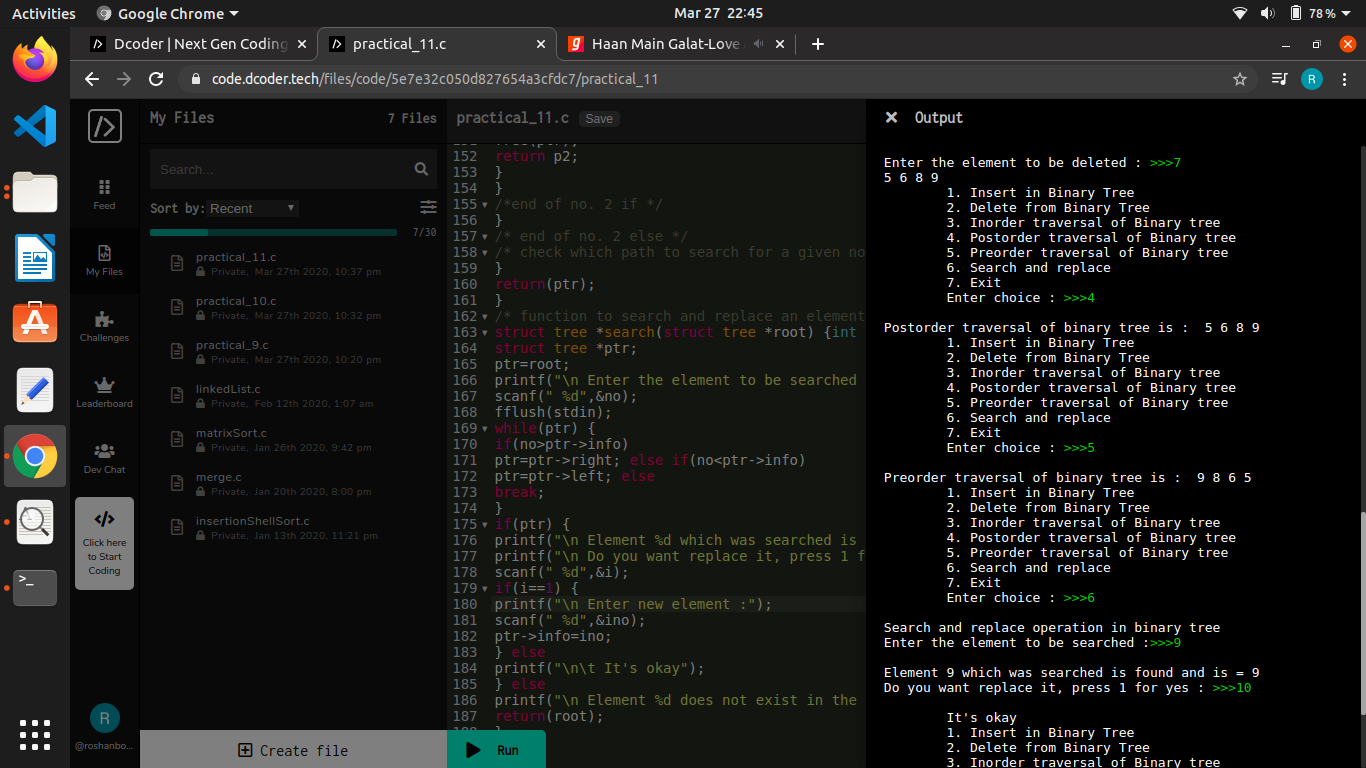 Activities
Google Chrome
Mar 27 22:45
78%
Dcoder | Next Gen Coding
practical_11.c
Haan Main Galat-Love
code.dcoder.tech/files/code/5e7e32c050d827654a3cfdc7/practical_11
R
My Files
7 Files
Search...
Sort by: Recent
7/30
practical_11.c
Private, Mar 27th 2020, 10:37 pm
practical_10.c
Private, Mar 27th 2020, 10:32 pm
practical_9.c
Private, Mar 27th 2020, 10:20 pm
linkedList.c
Private, Feb 12th 2020, 1:07 am
matrixSort.c
Private, Jan 26th 2020, 9:42 pm
merge.c
Private, Jan 20th 2020, 8:00 pm
insertionShellSort.c
Private, Jan 13th 2020, 11:21 pm
Create file
Feed
My Files
Challenges
Leaderboard
Dev Chat
Click here
to Start
Coding
R
@roshanbo...
practical_11.c
Save
152 return p2;
153 }
154 }
155 /*end of no. 2 if */
156 }
157 /* end of no. 2 else */
158 /* check which path to search for a given no
159 }
160 return(ptr);
161 }
162 /* function to search and replace an element
163 struct tree *search(struct tree *root) {int
164 struct tree *ptr;
165 ptr=root;
166 printf("\n Enter the element to be searched
167 scanf(" %d",&no);
168 fflush(stdin);
169 while(ptr) {
170 if(no>ptr->info)
171 ptr=ptr->right; else if(no<ptr->info)
172 ptr=ptr->left; else
173 break;
174 }
175 if(ptr) {
176 printf("\n Element %d which was searched is
177 printf("\n Do you want replace it, press 1 f
178 scanf(" %d",&i);
179 if(i==1) {
180 printf("\n Enter new element :");
181 scanf(" %d",&ino);
182 ptr->info=ino;
183 } else
184 printf("\n\t It's okay");
185 } else
186 printf("\n Element %d does not exist in the
187 return(root);
Run
Output
Enter the element to be deleted : >>>7
5 6 8 9
1. Insert in Binary Tree
2. Delete from Binary Tree
3. Inorder traversal of Binary tree
4. Postorder traversal of Binary tree
5. Preorder traversal of Binary tree
6. Search and replace
7. Exit
Enter choice : >>>4
Postorder traversal of binary tree is :  5 6 8 9
1. Insert in Binary Tree
2. Delete from Binary Tree
3. Inorder traversal of Binary tree
4. Postorder traversal of Binary tree
5. Preorder traversal of Binary tree
6. Search and replace
7. Exit
Enter choice : >>>5
Preorder traversal of binary tree is :  9 8 6 5
1. Insert in Binary Tree
2. Delete from Binary Tree
3. Inorder traversal of Binary tree
4. Postorder traversal of Binary tree
5. Preorder traversal of Binary tree
6. Search and replace
7. Exit
Enter choice : >>>6
Search and replace operation in binary tree
Enter the element to be searched :>>>9
Element 9 which was searched is found and is = 9
Do you want replace it, press 1 for yes : >>>10
It's okay
1. Insert in Binary Tree
2. Delete from Binary Tree
3. Inorder traversal of Binary tree